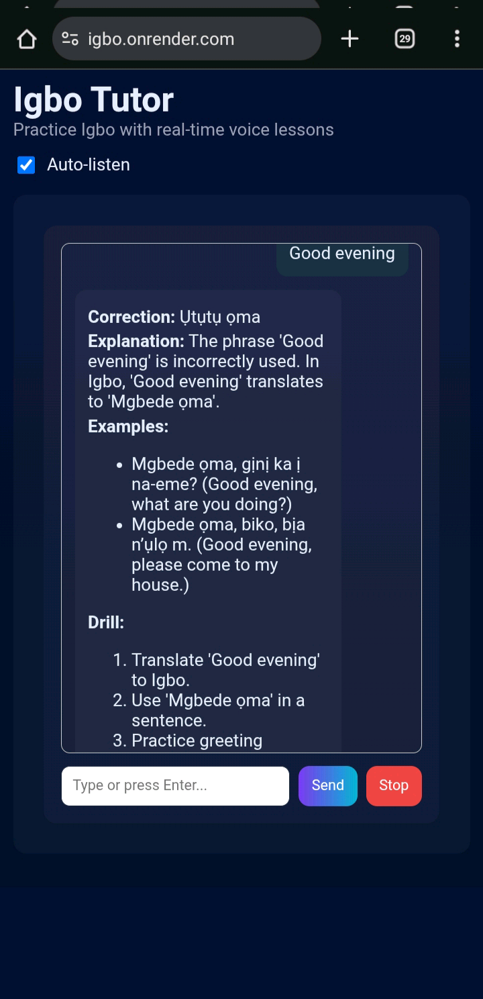 igbo.onrender.com
29
Igbo Tutor
Practice Igbo with real-time voice lessons
Auto-listen
Good evening
Correction: Ụtụtụ ọma
Explanation: The phrase 'Good
evening' is incorrectly used. In
Igbo, 'Good evening' translates
to 'Mgbede ọma'.
Examples:
• Mgbede ọma, gịnị ka ị
na-eme? (Good evening,
what are you doing?)
• Mgbede ọma, biko, bịa
n’ụlọ m. (Good evening,
please come to my
house.)
Drill:
1. Translate 'Good evening'
to Igbo.
2. Use 'Mgbede ọma' in a
sentence.
3. Practice greeting
Type or press Enter...
Send
Stop